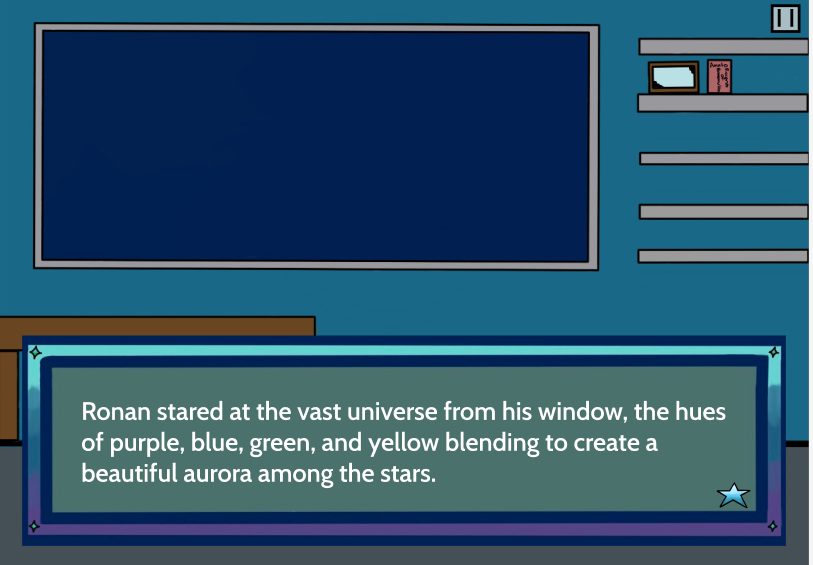 Ronan stared at the vast universe from his window, the hues
of purple, blue, green, and yellow blending to create a
beautiful aurora among the stars.